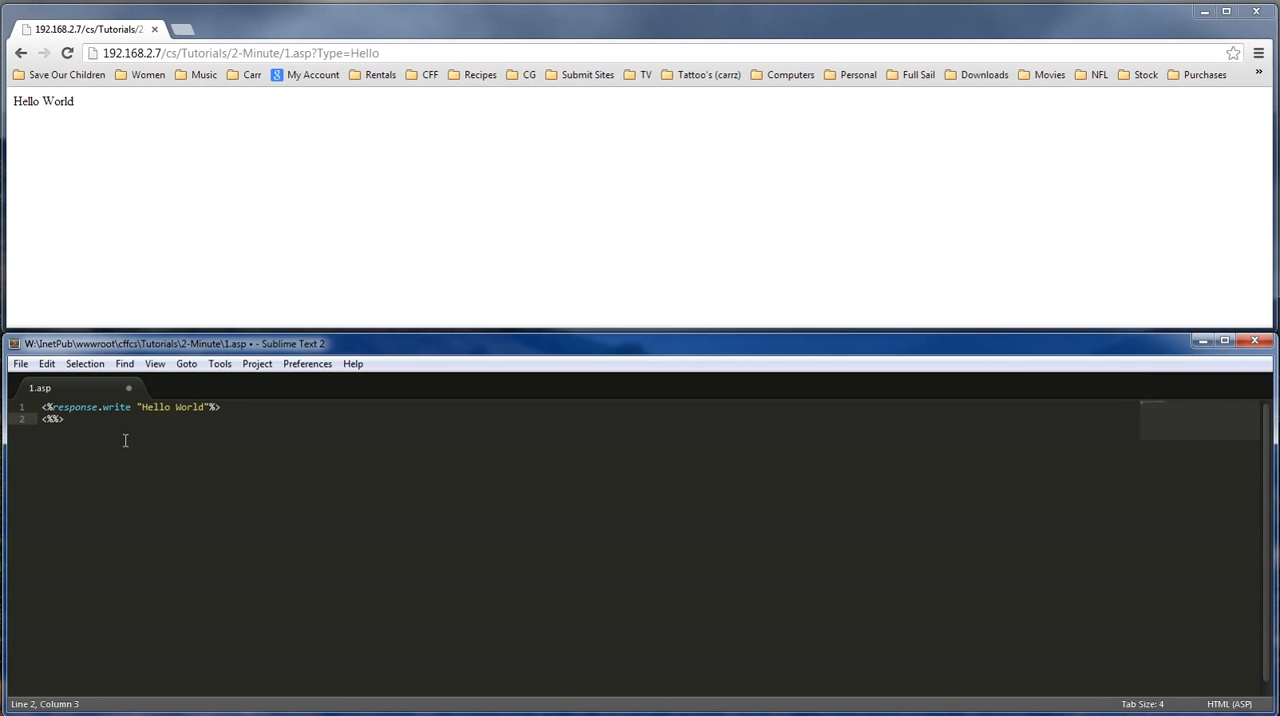 192.168.2.7/cs/Tutorials/2
192.168.2.7/cs/Tutorials/2-Minute/1.asp?Type=Hello
Save Our Children Women Music Carr My Account Rentals CFF Recipes CG Submit Sites TV Tattoo's (carrz) Computers Personal Full Sail Downloads Movies NFL Stock Purchases »
Hello World
W:\InetPub\wwwroot\cffcs\Tutorials\2-Minute\1.asp • - Sublime Text 2
File Edit Selection Find View Goto Tools Project Preferences Help
1.asp
1 <%response.write "Hello World"%>
2 <%%>
Line 2, Column 3 Tab Size: 4 HTML (ASP)